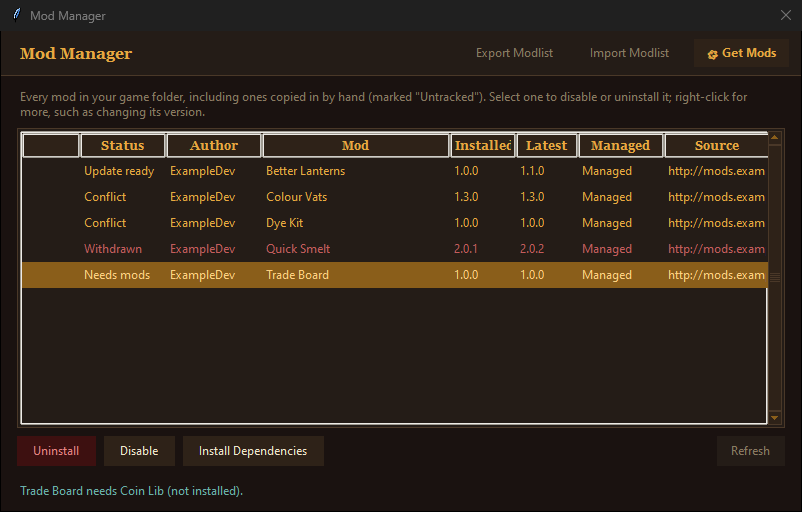 Mod Manager
Mod Manager Export Modlist Import Modlist Get Mods
Every mod in your game folder, including ones copied in by hand (marked "Untracked"). Select one to disable or uninstall it; right-click for
more, such as changing its version.
Status Author Mod Installed Latest Managed Source
Update ready ExampleDev Better Lanterns 1.0.0 1.1.0 Managed http://mods.exam
Conflict ExampleDev Colour Vats 1.3.0 1.3.0 Managed http://mods.exam
Conflict ExampleDev Dye Kit 1.0.0 1.0.0 Managed http://mods.exam
Withdrawn ExampleDev Quick Smelt 2.0.1 2.0.2 Managed http://mods.exam
Needs mods ExampleDev Trade Board 1.0.0 1.0.0 Managed http://mods.exam
Uninstall Disable Install Dependencies Refresh
Trade Board needs Coin Lib (not installed).